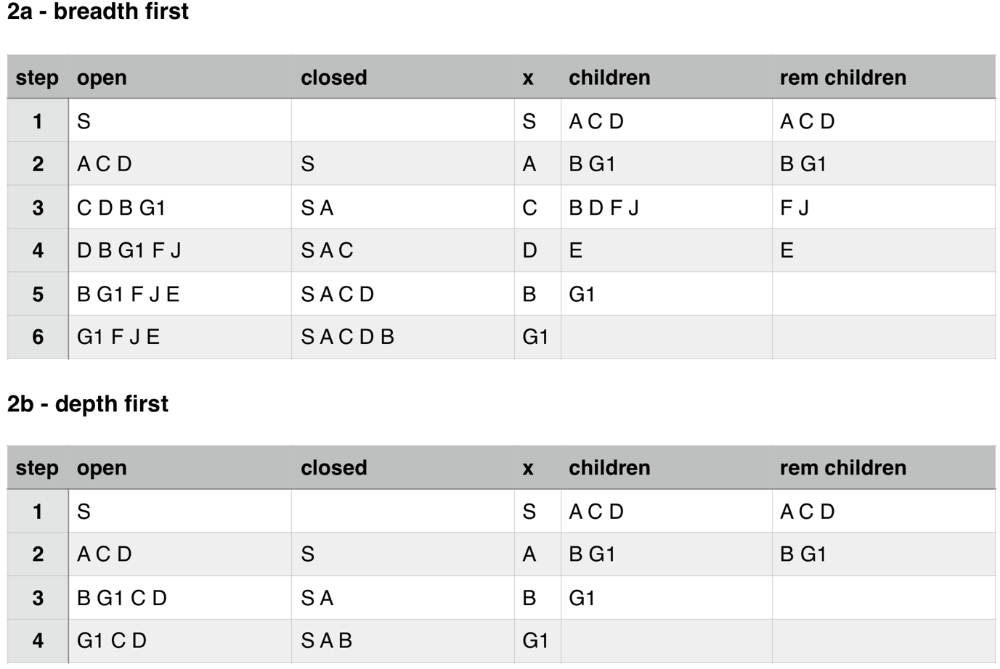 2a - breadth first
step open closed x children rem children
1 S S A C D A C D
2 A C D S A B G1 B G1
3 C D B G1 S A C B D F J F J
4 D B G1 F J S A C D E E
5 B G1 F J E S A C D B G1
6 G1 F J E S A C D B G1
2b - depth first
step open closed x children rem children
1 S S A C D A C D
2 A C D S A B G1 B G1
3 B G1 C D S A B G1
4 G1 C D S A B G1